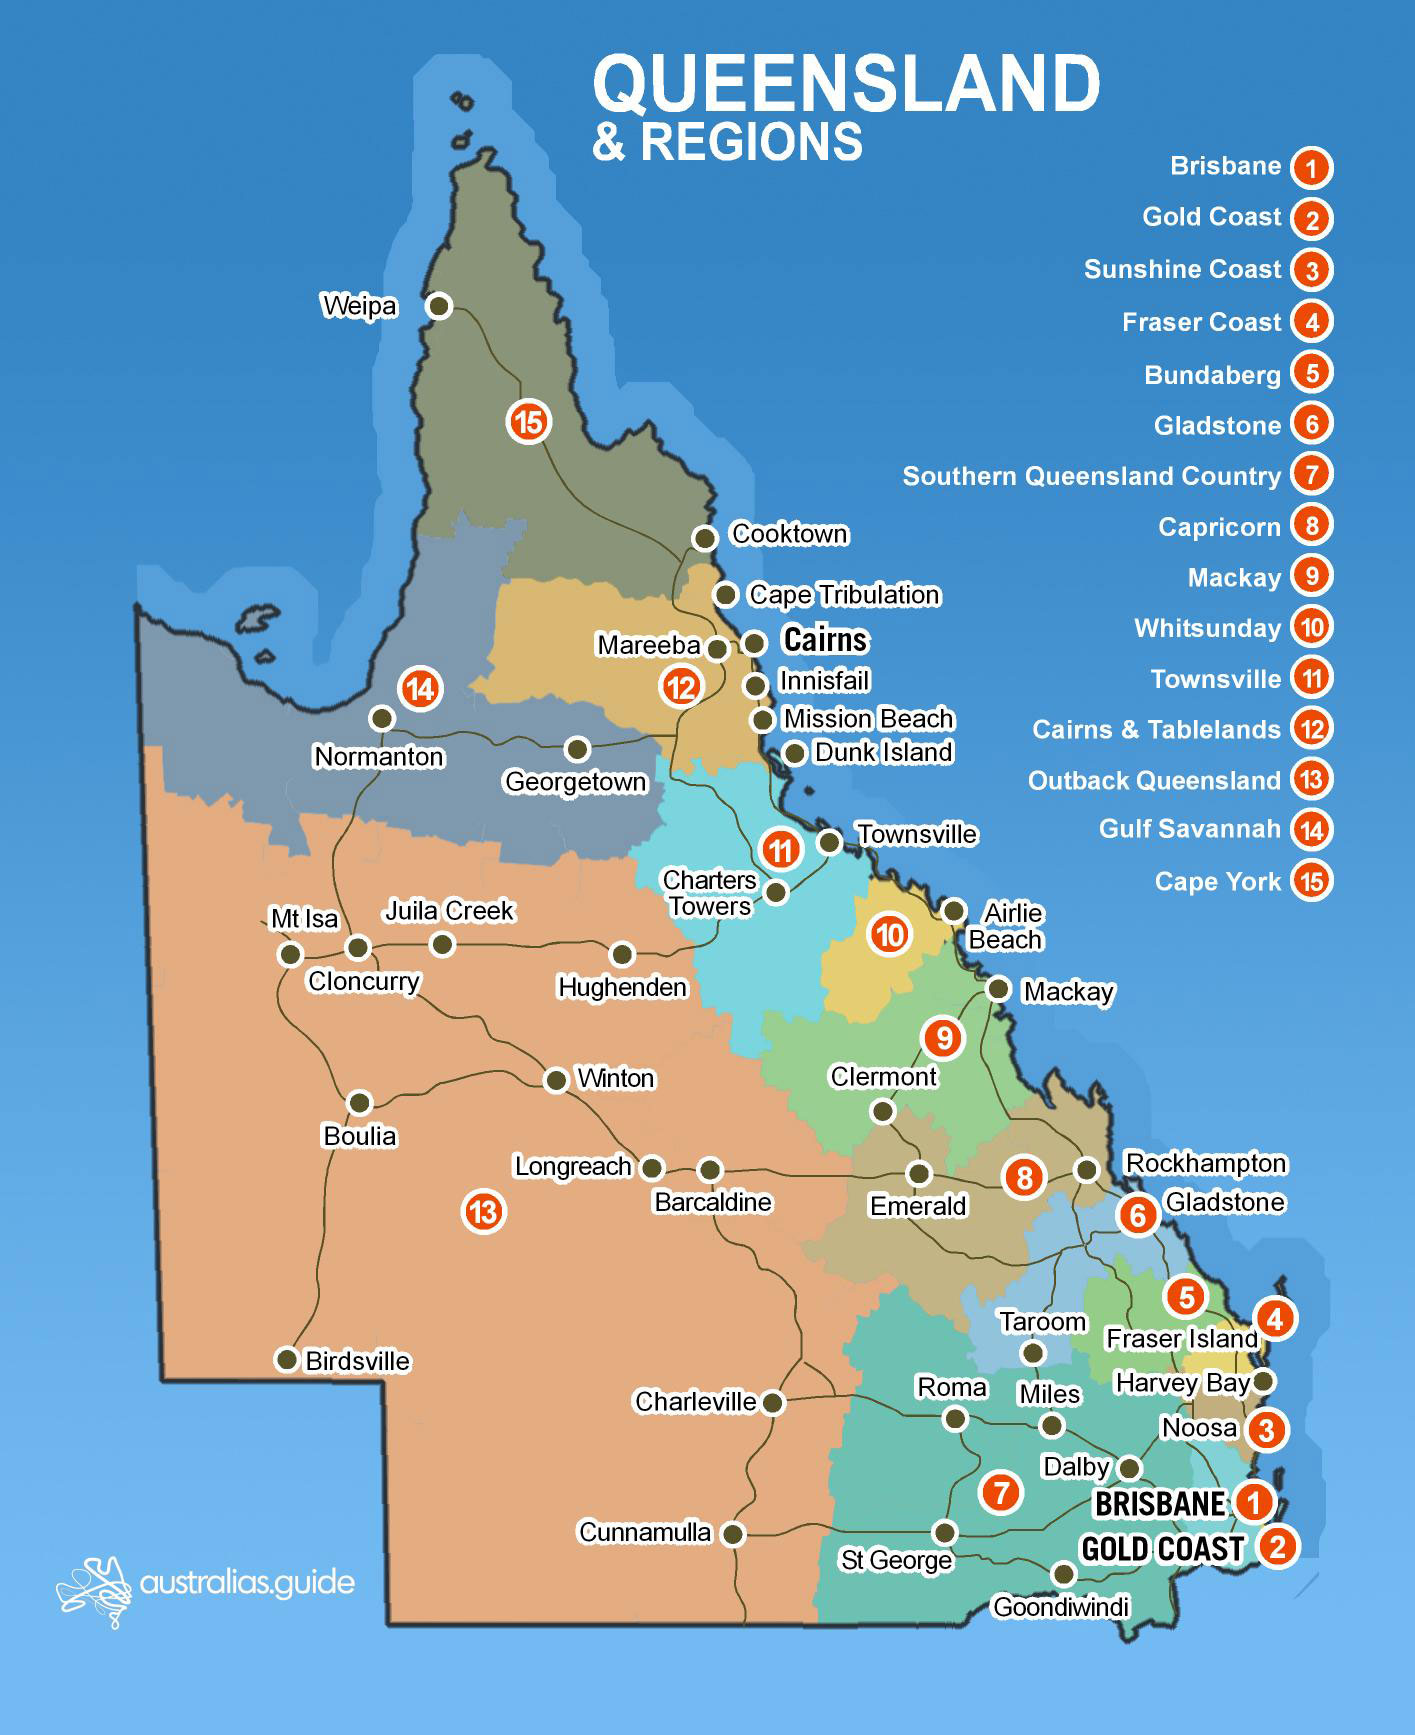 QUEENSLAND
& REGIONS
Brisbane 1
Gold Coast 2
Sunshine Coast 3
Fraser Coast 4
Bundaberg 5
Gladstone 6
Southern Queensland Country 7
Capricorn 8
Mackay 9
Whitsunday 10
Townsville 11
Cairns & Tablelands 12
Outback Queensland 13
Gulf Savannah 14
Cape York 15
Weipa
15
Cooktown
Cape Tribulation
Mareeba
Cairns
12
Innisfail
14
Mission Beach
Normanton
Dunk Island
Georgetown
11
Townsville
Charters
Towers
Mt Isa
Juila Creek
10
Airlie
Beach
Cloncurry
Hughenden
Mackay
9
Clermont
Winton
Boulia
Longreach
Barcaldine
Emerald
8
Rockhampton
13
6
Gladstone
5
4
Taroom
Fraser Island
Birdsville
Charleville
Roma
Miles
Harvey Bay
Noosa
3
Dalby
7
BRISBANE
1
Cunnamulla
St George
GOLD COAST
2
Goondiwindi
australias.guide